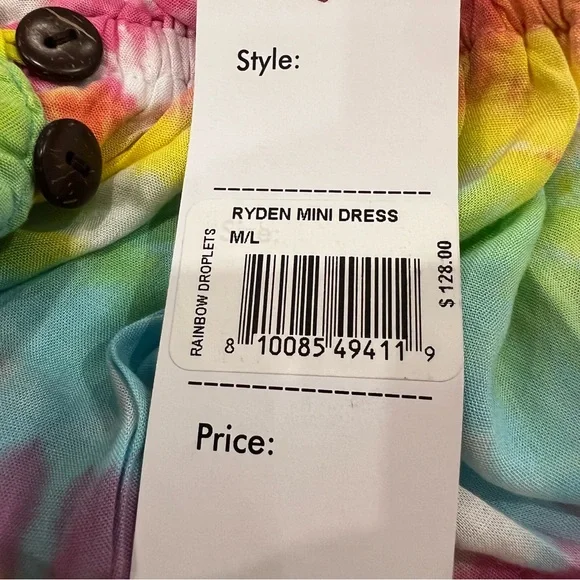 Style:
RYDEN MINI DRESS
M/L
RAINBOW DROPLETS
$ 128.00
8 10085 49411 9
Price: